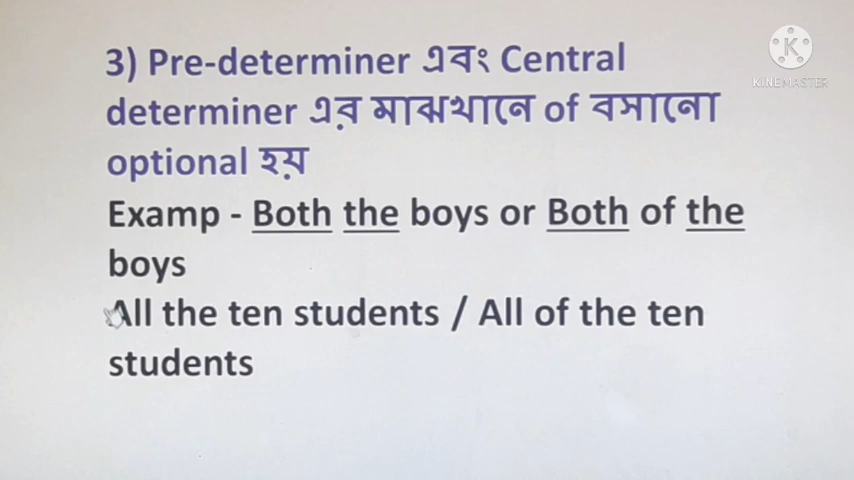 3) Pre-determiner এবং Central
determiner এর মাঝখানে of বসানো
optional হয়
Examp - Both the boys or Both of the
boys
All the ten students / All of the ten
students
K
KINEMASTER